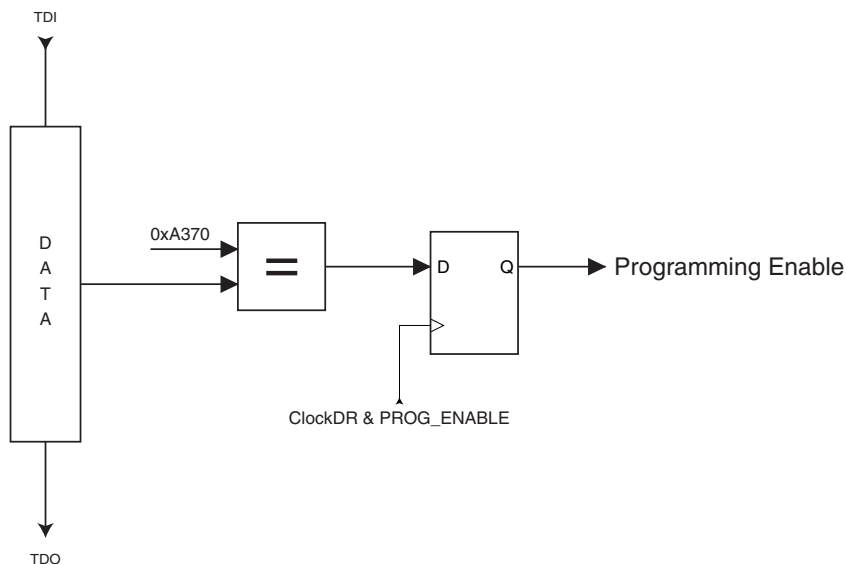 TDI
D
A
T
A
0xA370
=
D
Q
Programming Enable
ClockDR & PROG_ENABLE
TDO